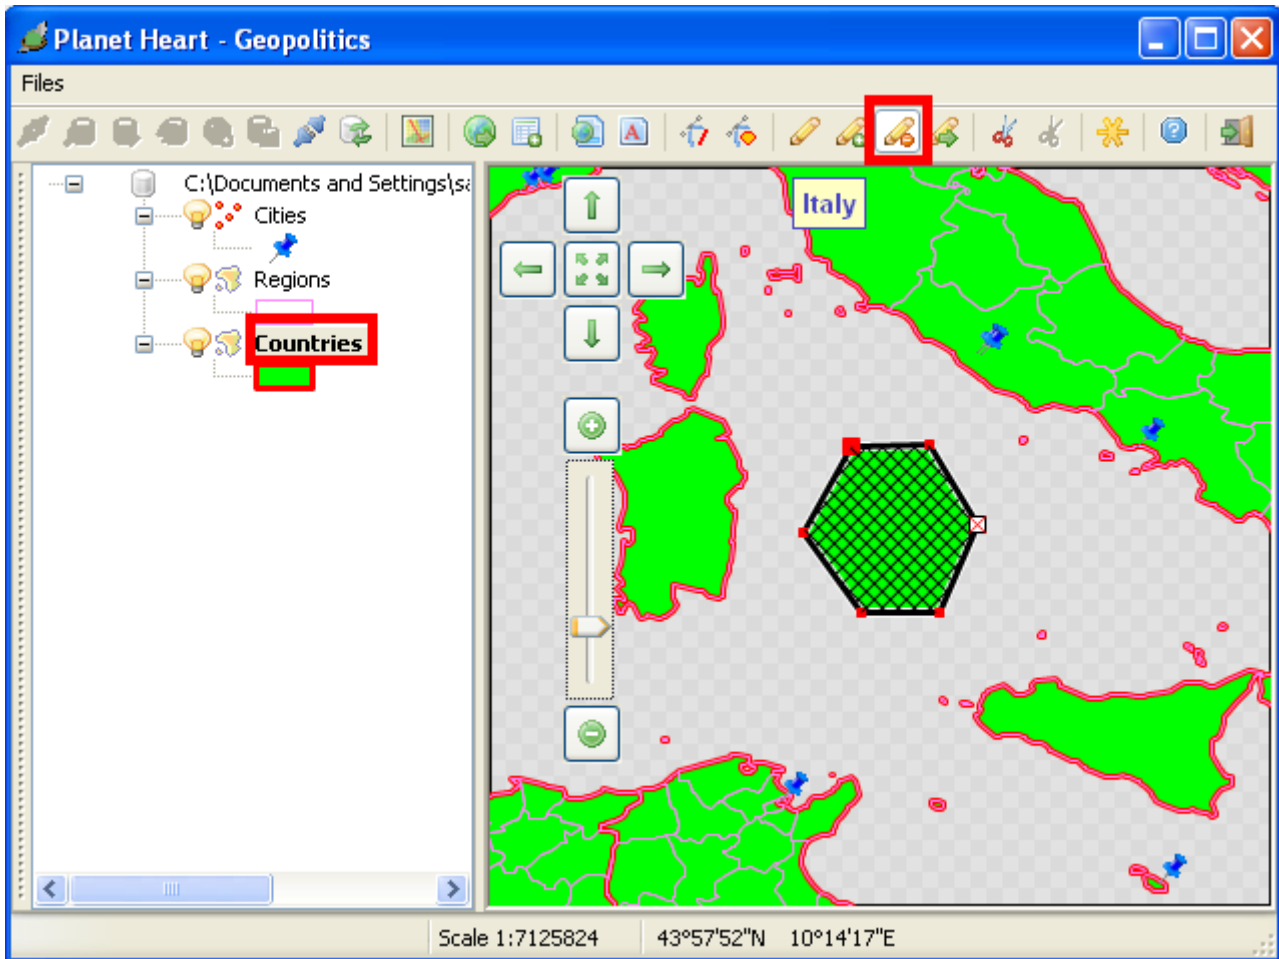 Planet Heart - Geopolitics
Files
A
C:\Documents and Settings\sa
Cities
Regions
Countries
Italy
Scale 1:7125824 43°57'52"N 10°14'17"E